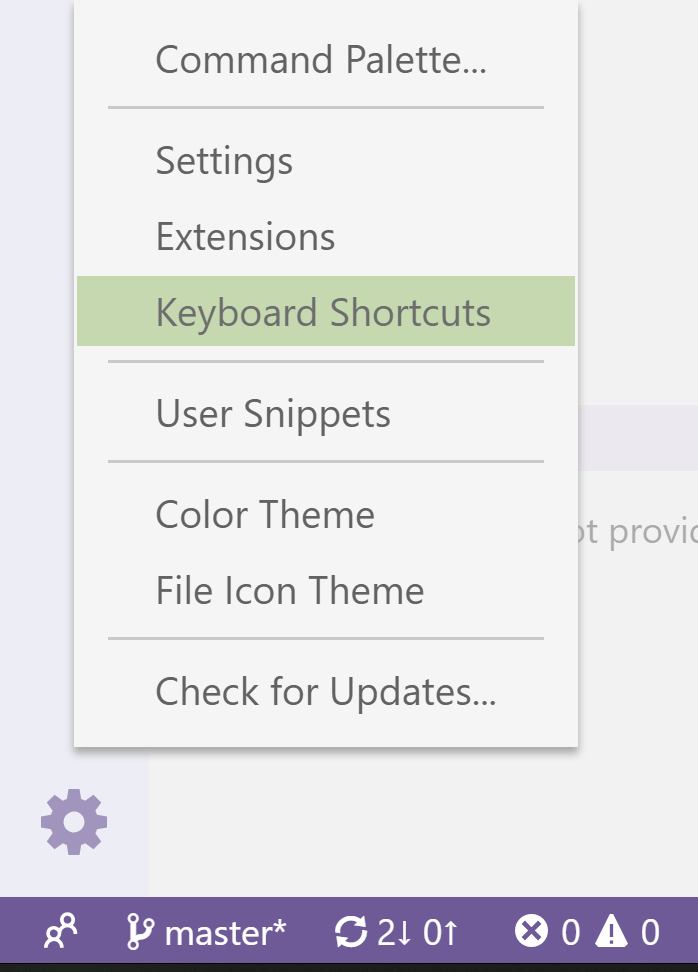 Command Palette...
Settings
Extensions
Keyboard Shortcuts
User Snippets
Color Theme
File Icon Theme
Check for Updates...
master* 2↓ 0↑ 0 0